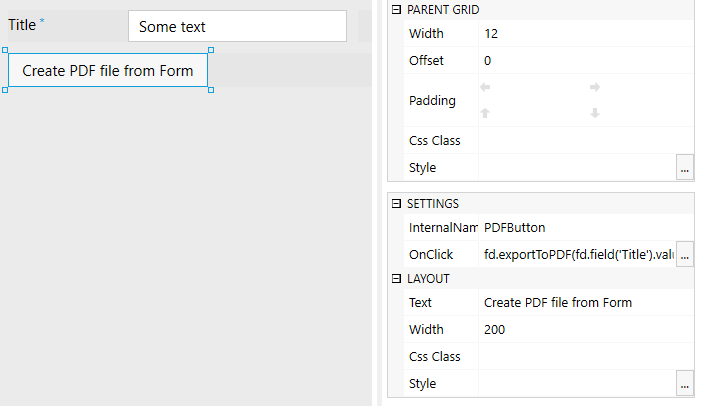 Title *
Some text
Create PDF file from Form
PARENT GRID
Width 12
Offset 0
Padding
Css Class
Style ...
SETTINGS
InternalNam PDFButton
OnClick fd.exportToPDF(fd.field('Title').valu ...
LAYOUT
Text Create PDF file from Form
Width 200
Css Class
Style ...